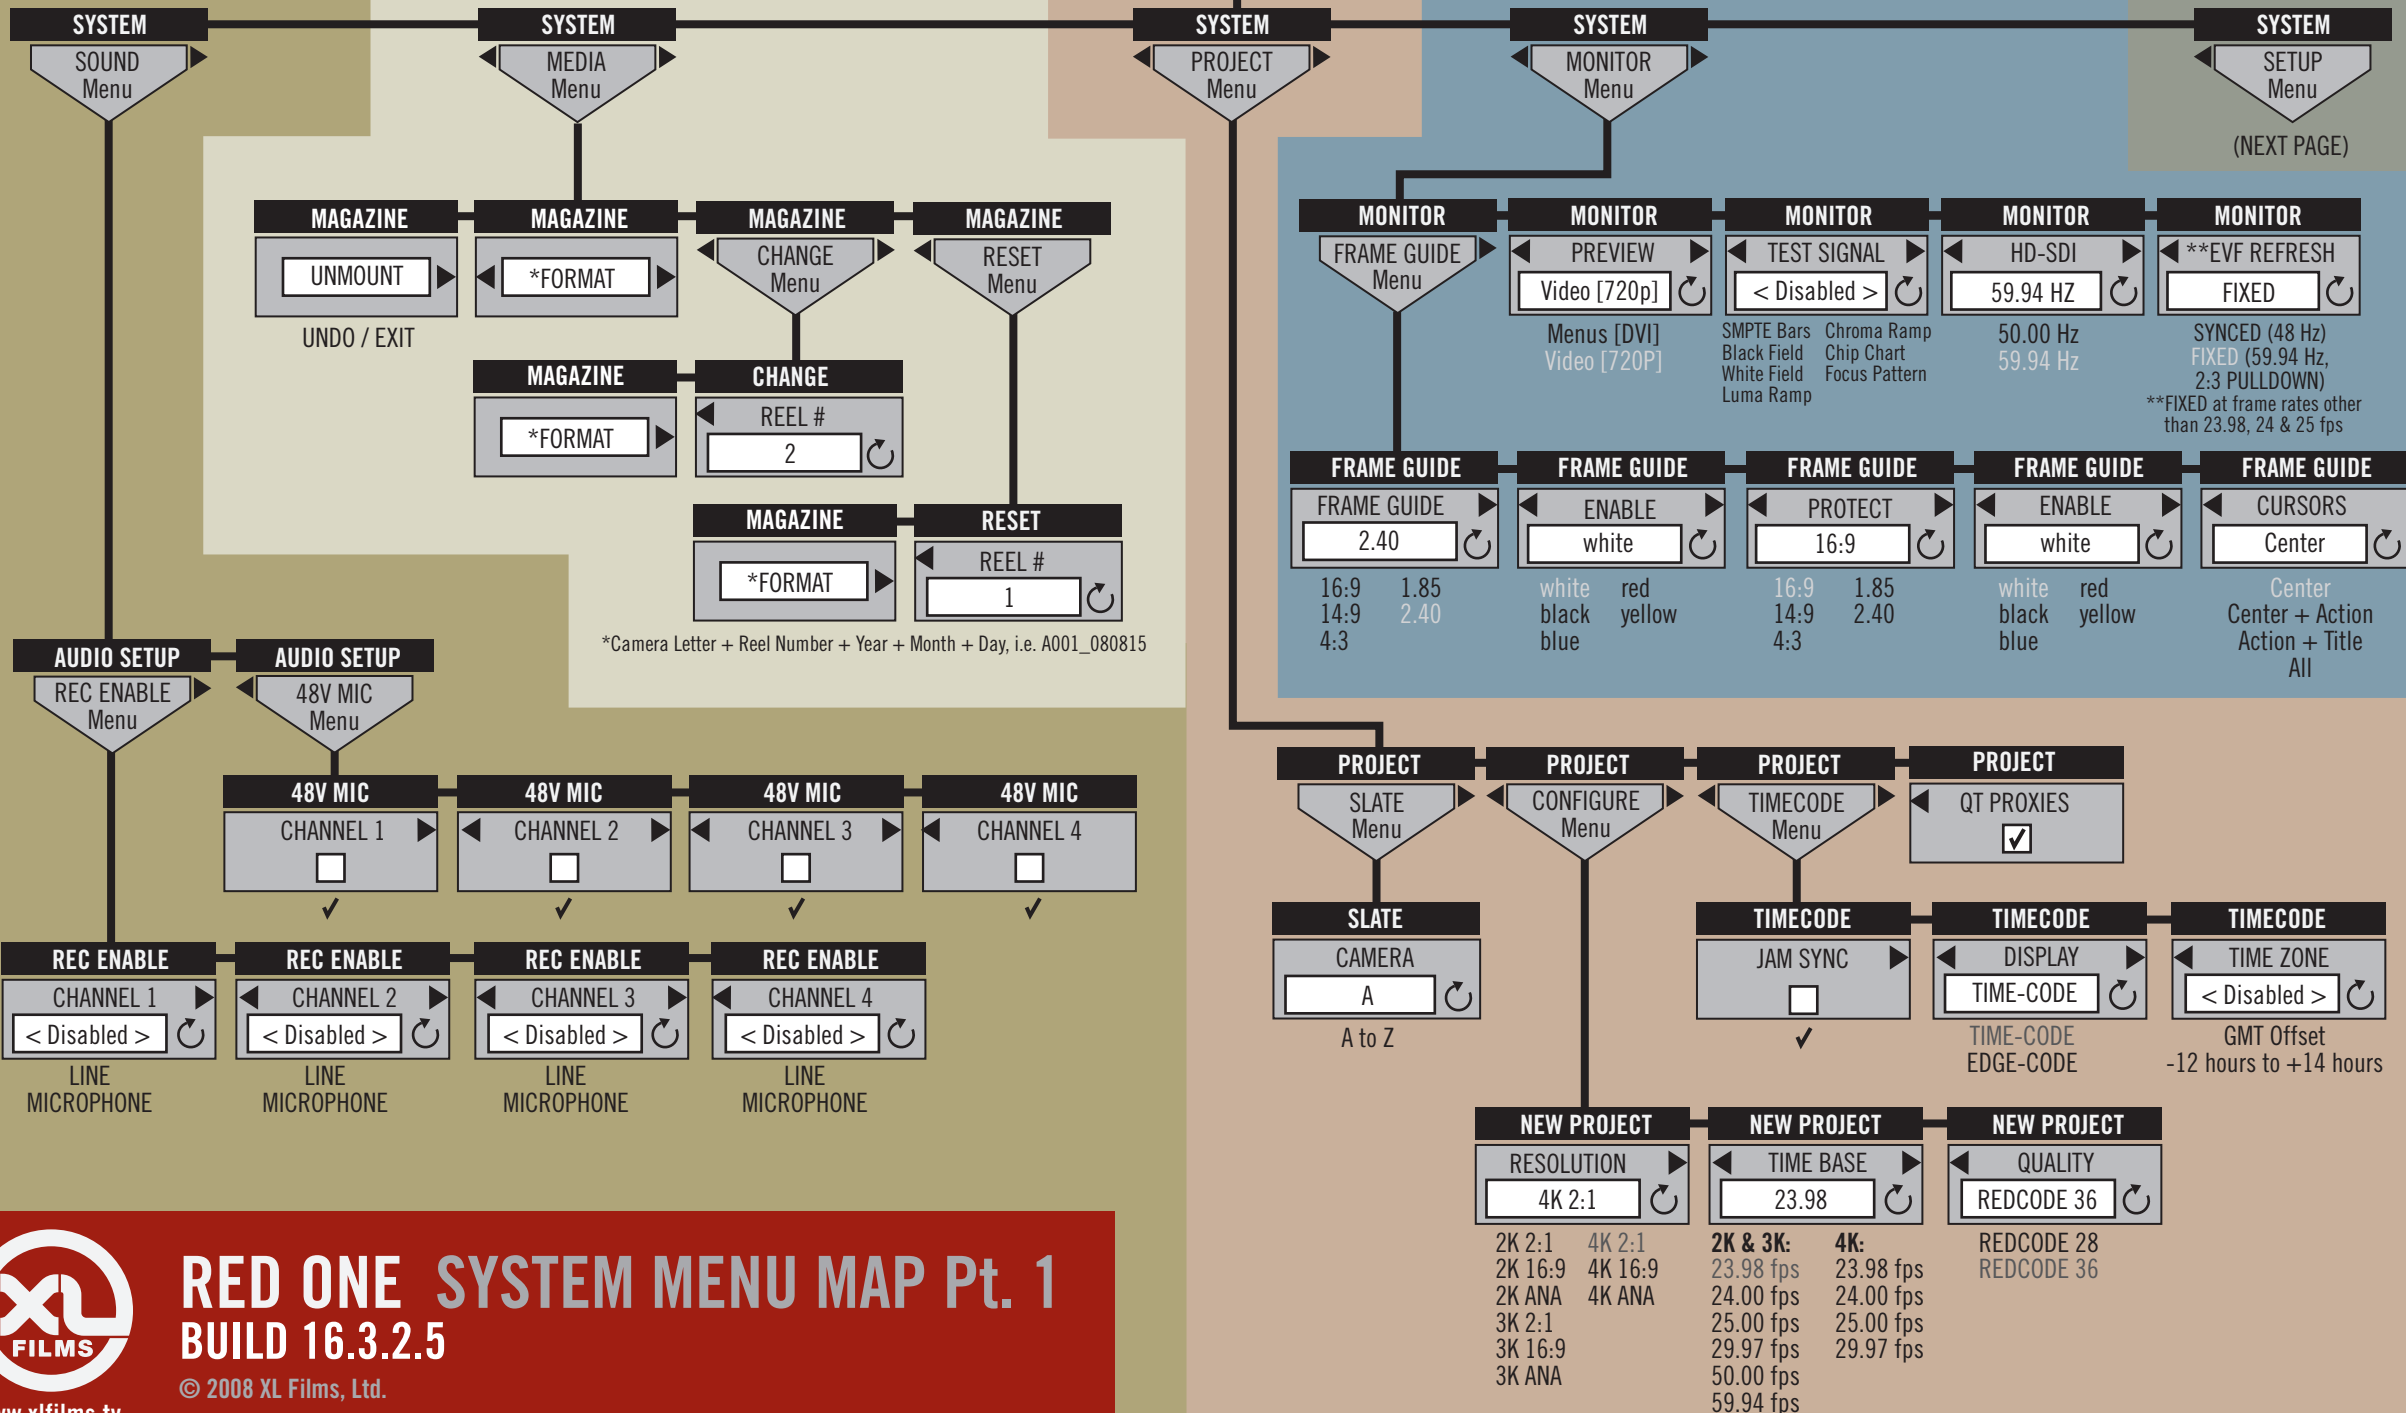 SYSTEM
SOUND
Menu
SYSTEM
MEDIA
Menu
SYSTEM
PROJECT
Menu
SYSTEM
MONITOR
Menu
SYSTEM
SETUP
Menu
(NEXT PAGE)
MAGAZINE
UNMOUNT
UNDO / EXIT
MAGAZINE
*FORMAT
MAGAZINE
CHANGE
Menu
MAGAZINE
RESET
Menu
MAGAZINE
*FORMAT
CHANGE
REEL #
2
MAGAZINE
*FORMAT
RESET
REEL #
1
*Camera Letter + Reel Number + Year + Month + Day, i.e. A001_080815
MONITOR
FRAME GUIDE
Menu
MONITOR
PREVIEW
Video [720p]
Menus [DVI]
Video [720P]
MONITOR
TEST SIGNAL
< Disabled >
SMPTE Bars
Black Field
White Field
Luma Ramp
Chroma Ramp
Chip Chart
Focus Pattern
MONITOR
HD-SDI
59.94 HZ
50.00 Hz
59.94 Hz
MONITOR
**EVF REFRESH
FIXED
SYNCED (48 Hz)
FIXED (59.94 Hz,
2:3 PULLDOWN)
**FIXED at frame rates other
than 23.98, 24 & 25 fps
FRAME GUIDE
FRAME GUIDE
2.40
16:9
14:9
4:3
1.85
2.40
FRAME GUIDE
ENABLE
white
white
black
blue
red
yellow
FRAME GUIDE
PROTECT
16:9
16:9
14:9
4:3
1.85
2.40
FRAME GUIDE
ENABLE
white
white
black
blue
red
yellow
FRAME GUIDE
CURSORS
Center
Center
Center + Action
Action + Title
All
AUDIO SETUP
REC ENABLE
Menu
AUDIO SETUP
48V MIC
Menu
48V MIC
CHANNEL 1
48V MIC
CHANNEL 2
48V MIC
CHANNEL 3
48V MIC
CHANNEL 4
REC ENABLE
CHANNEL 1
< Disabled >
LINE
MICROPHONE
REC ENABLE
CHANNEL 2
< Disabled >
LINE
MICROPHONE
REC ENABLE
CHANNEL 3
< Disabled >
LINE
MICROPHONE
REC ENABLE
CHANNEL 4
< Disabled >
LINE
MICROPHONE
PROJECT
SLATE
Menu
PROJECT
CONFIGURE
Menu
PROJECT
TIMECODE
Menu
PROJECT
QT PROXIES
SLATE
CAMERA
A
A to Z
TIMECODE
JAM SYNC
TIMECODE
DISPLAY
TIME-CODE
TIME-CODE
EDGE-CODE
TIMECODE
TIME ZONE
< Disabled >
GMT Offset
-12 hours to +14 hours
NEW PROJECT
RESOLUTION
4K 2:1
2K 2:1
2K 16:9
2K ANA
3K 2:1
3K 16:9
3K ANA
4K 2:1
4K 16:9
4K ANA
NEW PROJECT
TIME BASE
23.98
2K & 3K:
23.98 fps
24.00 fps
25.00 fps
29.97 fps
50.00 fps
59.94 fps
4K:
23.98 fps
24.00 fps
25.00 fps
29.97 fps
NEW PROJECT
QUALITY
REDCODE 36
REDCODE 28
REDCODE 36
XL
FILMS
RED ONE SYSTEM MENU MAP Pt. 1
BUILD 16.3.2.5
© 2008 XL Films, Ltd.